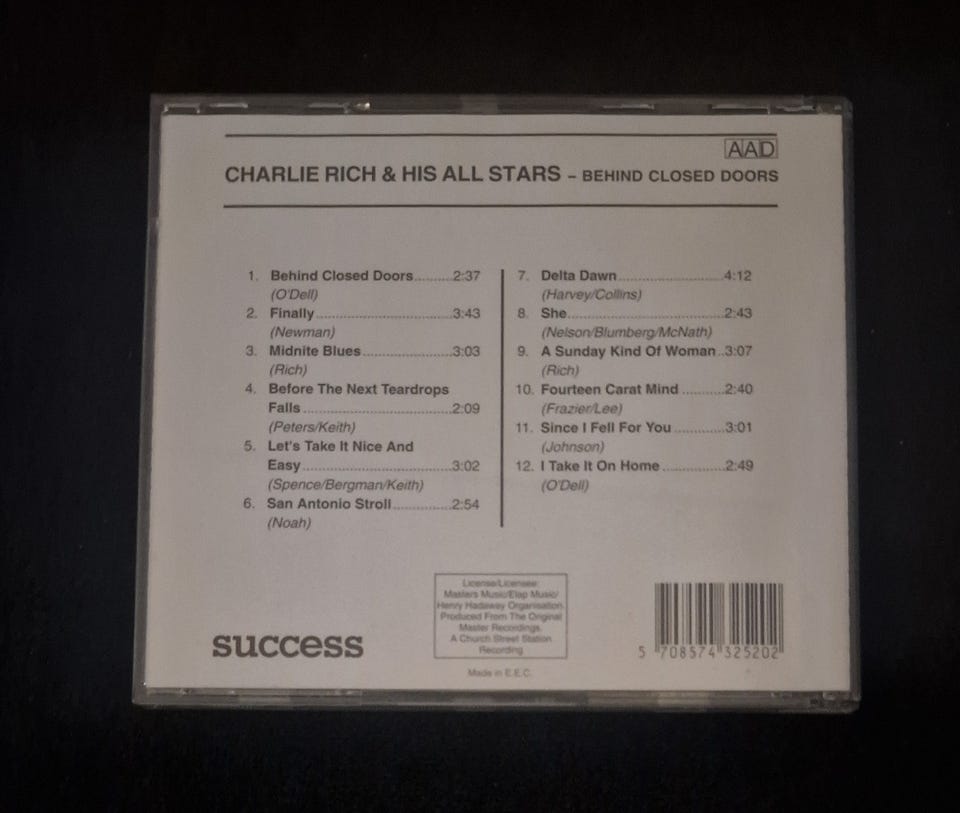 AAD
CHARLIE RICH & HIS ALL STARS – BEHIND CLOSED DOORS
1. Behind Closed Doors.........2:37
(O'Dell)
2. Finally................................3:43
(Newman)
3. Midnite Blues.....................3:03
(Rich)
4. Before The Next Teardrops
Falls...................................2:09
(Peters/Keith)
5. Let's Take It Nice And
Easy...................................3:02
(Spence/Bergman/Keith)
6. San Antonio Stroll..............2:54
(Noah)
7. Delta Dawn.........................4:12
(Harvey/Collins)
8. She.....................................2:43
(Nelson/Blumberg/McNath)
9. A Sunday Kind Of Woman..3:07
(Rich)
10. Fourteen Carat Mind..........2:40
(Frazier/Lee)
11. Since I Fell For You............3:01
(Johnson)
12. I Take It On Home...............2:49
(O'Dell)
License/Licensee:
Masters Music/Elap Music/
Henry Hadaway Organisation.
Produced From The Original
Master Recordings.
A Church Street Station
Recording
success
Made in E.E.C.
5 708574 325202